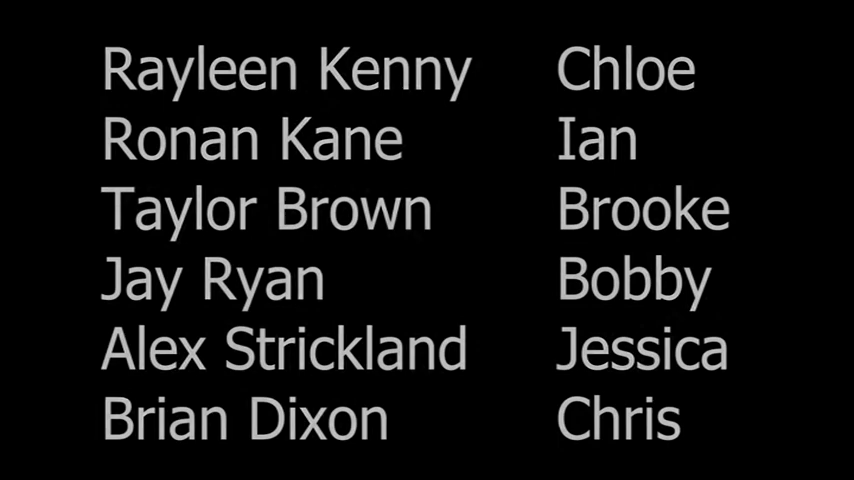 Rayleen Kenny Chloe
Ronan Kane Ian
Taylor Brown Brooke
Jay Ryan Bobby
Alex Strickland Jessica
Brian Dixon Chris